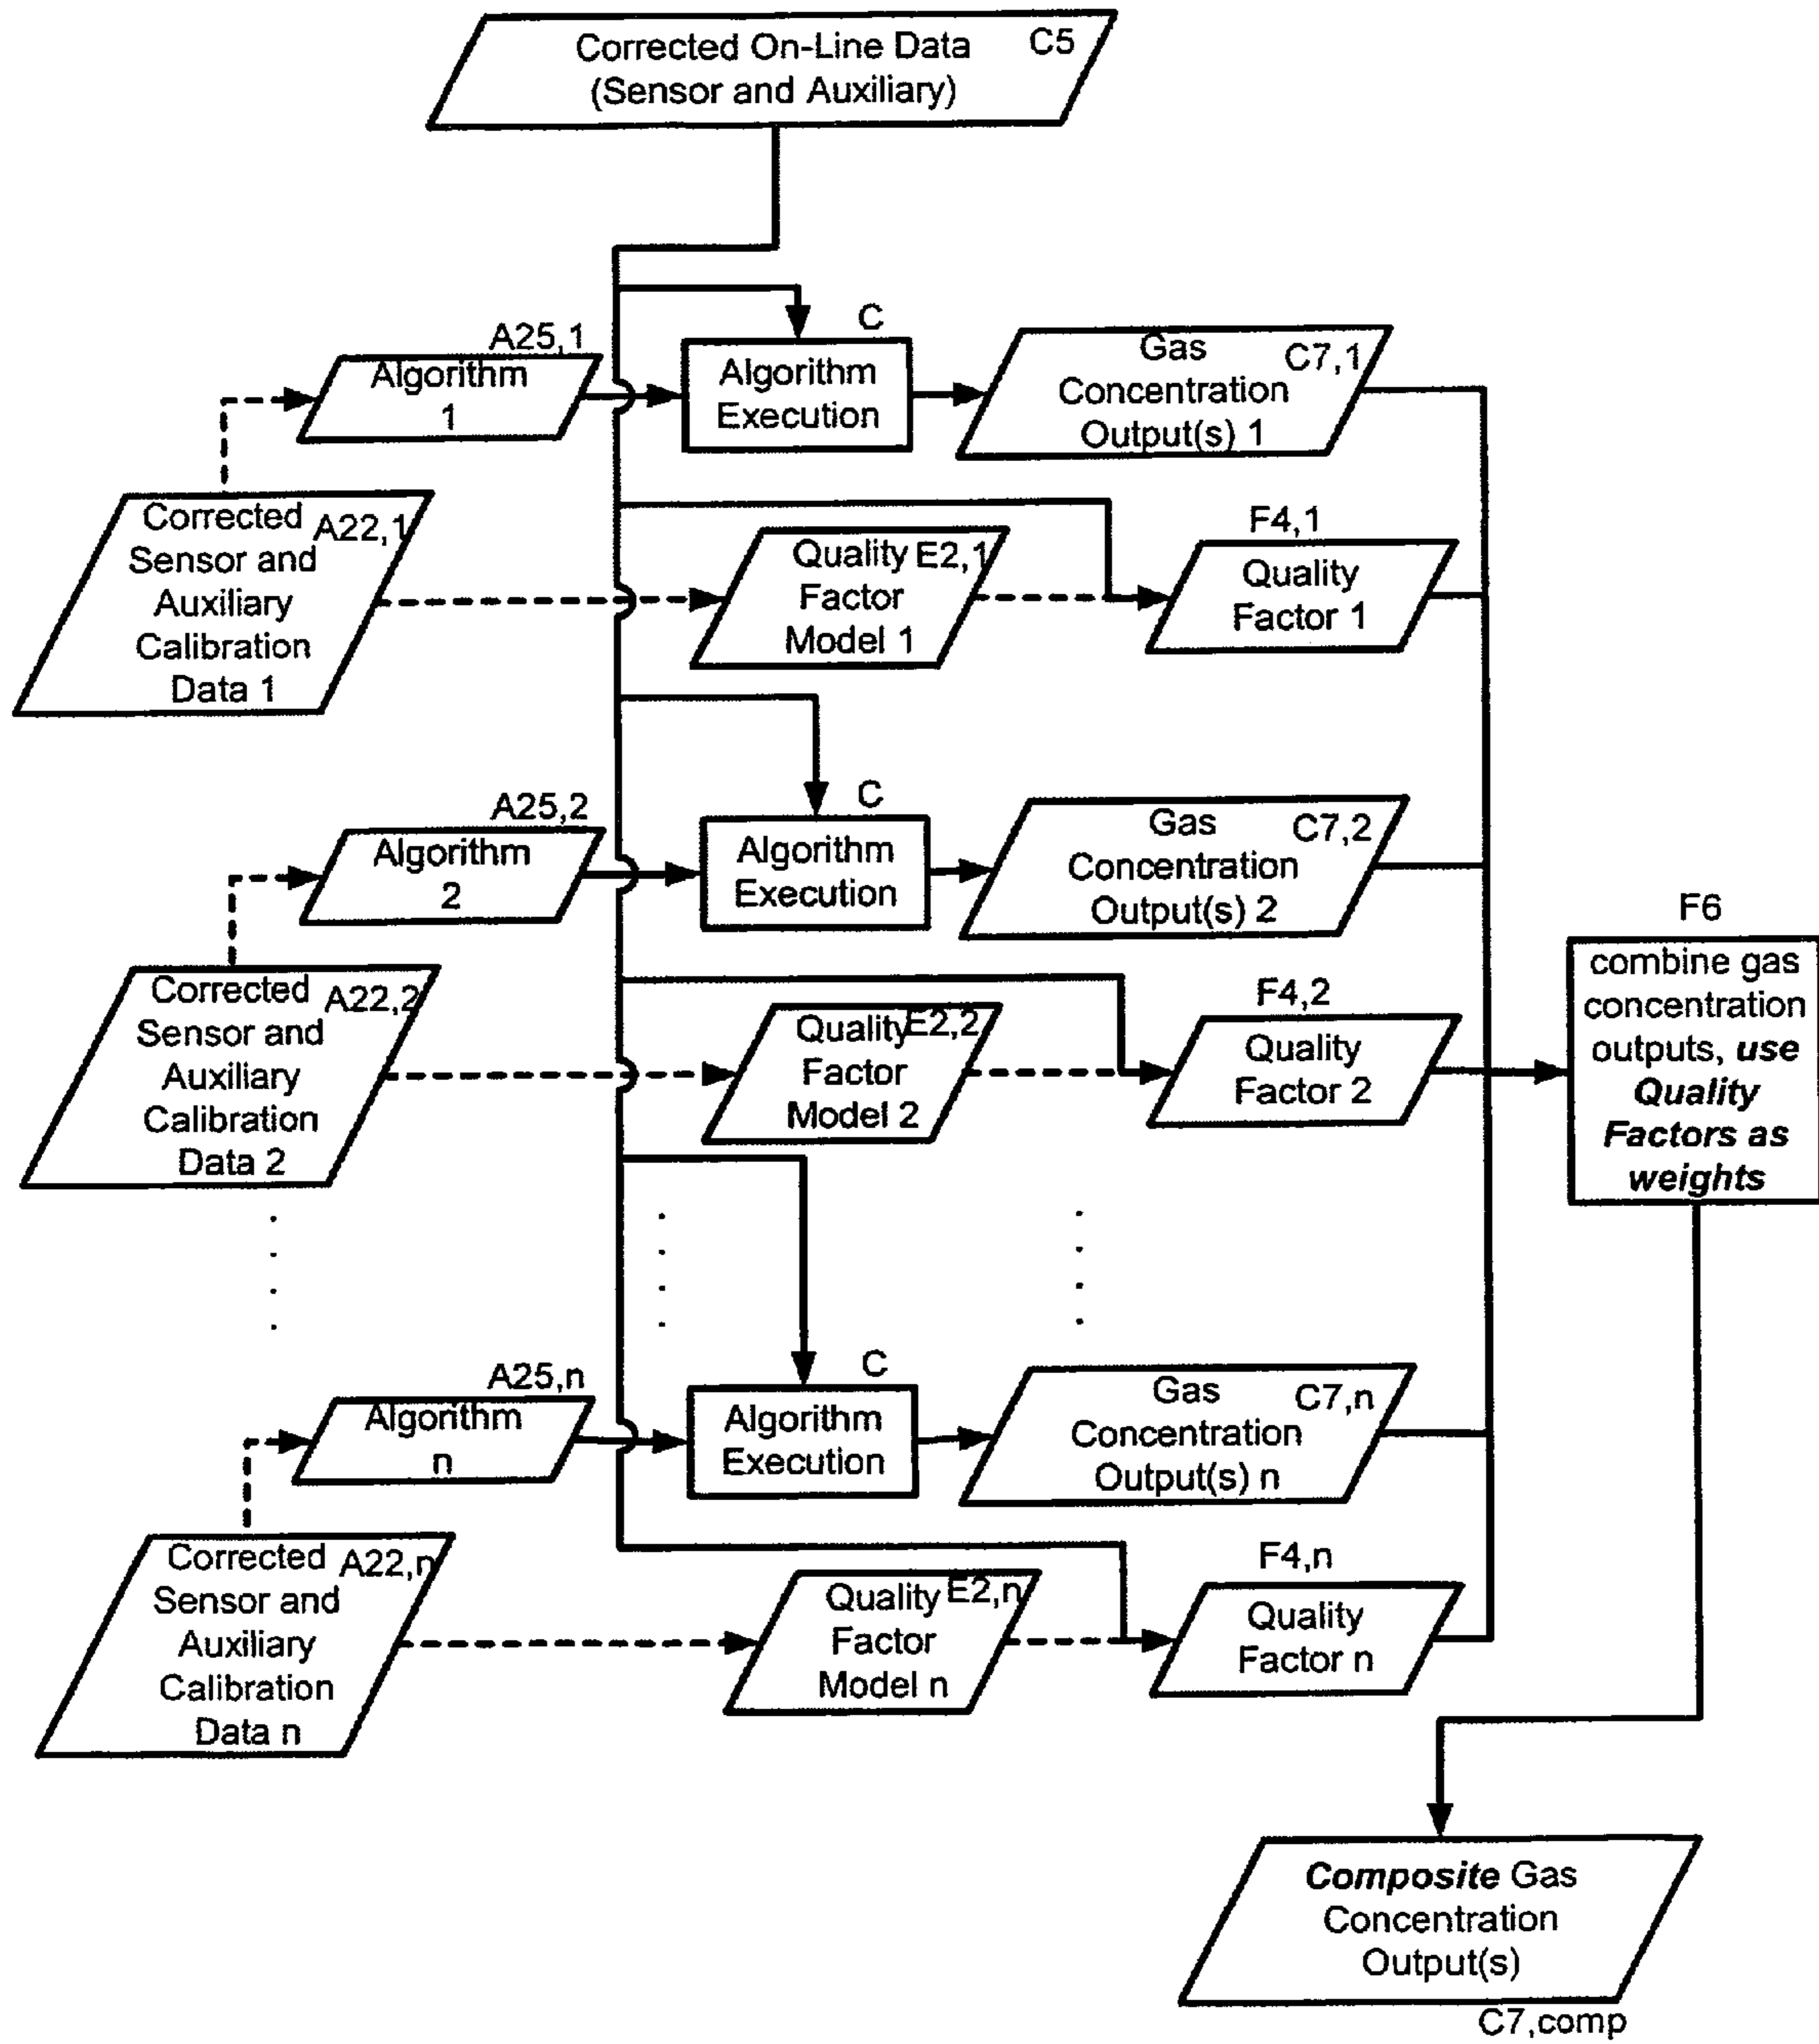 Corrected On-Line Data C5
(Sensor and Auxiliary)
A25,1
Algorithm
1
C
Algorithm
Execution
Gas C7,1
Concentration
Output(s) 1
Corrected A22,1
Sensor and
Auxiliary
Calibration
Data 1
Quality E2,1
Factor
Model 1
F4,1
Quality
Factor 1
A25,2
Algorithm
2
C
Algorithm
Execution
Gas C7,2
Concentration
Output(s) 2
Corrected A22,2
Sensor and
Auxiliary
Calibration
Data 2
Quality E2,2
Factor
Model 2
F4,2
Quality
Factor 2
F6
combine gas
concentration
outputs, use
Quality
Factors as
weights
A25,n
Algorithm
n
C
Algorithm
Execution
Gas C7,n
Concentration
Output(s) n
Corrected A22,n
Sensor and
Auxiliary
Calibration
Data n
Quality E2,n
Factor
Model n
F4,n
Quality
Factor n
Composite Gas
Concentration
Output(s)
C7,comp